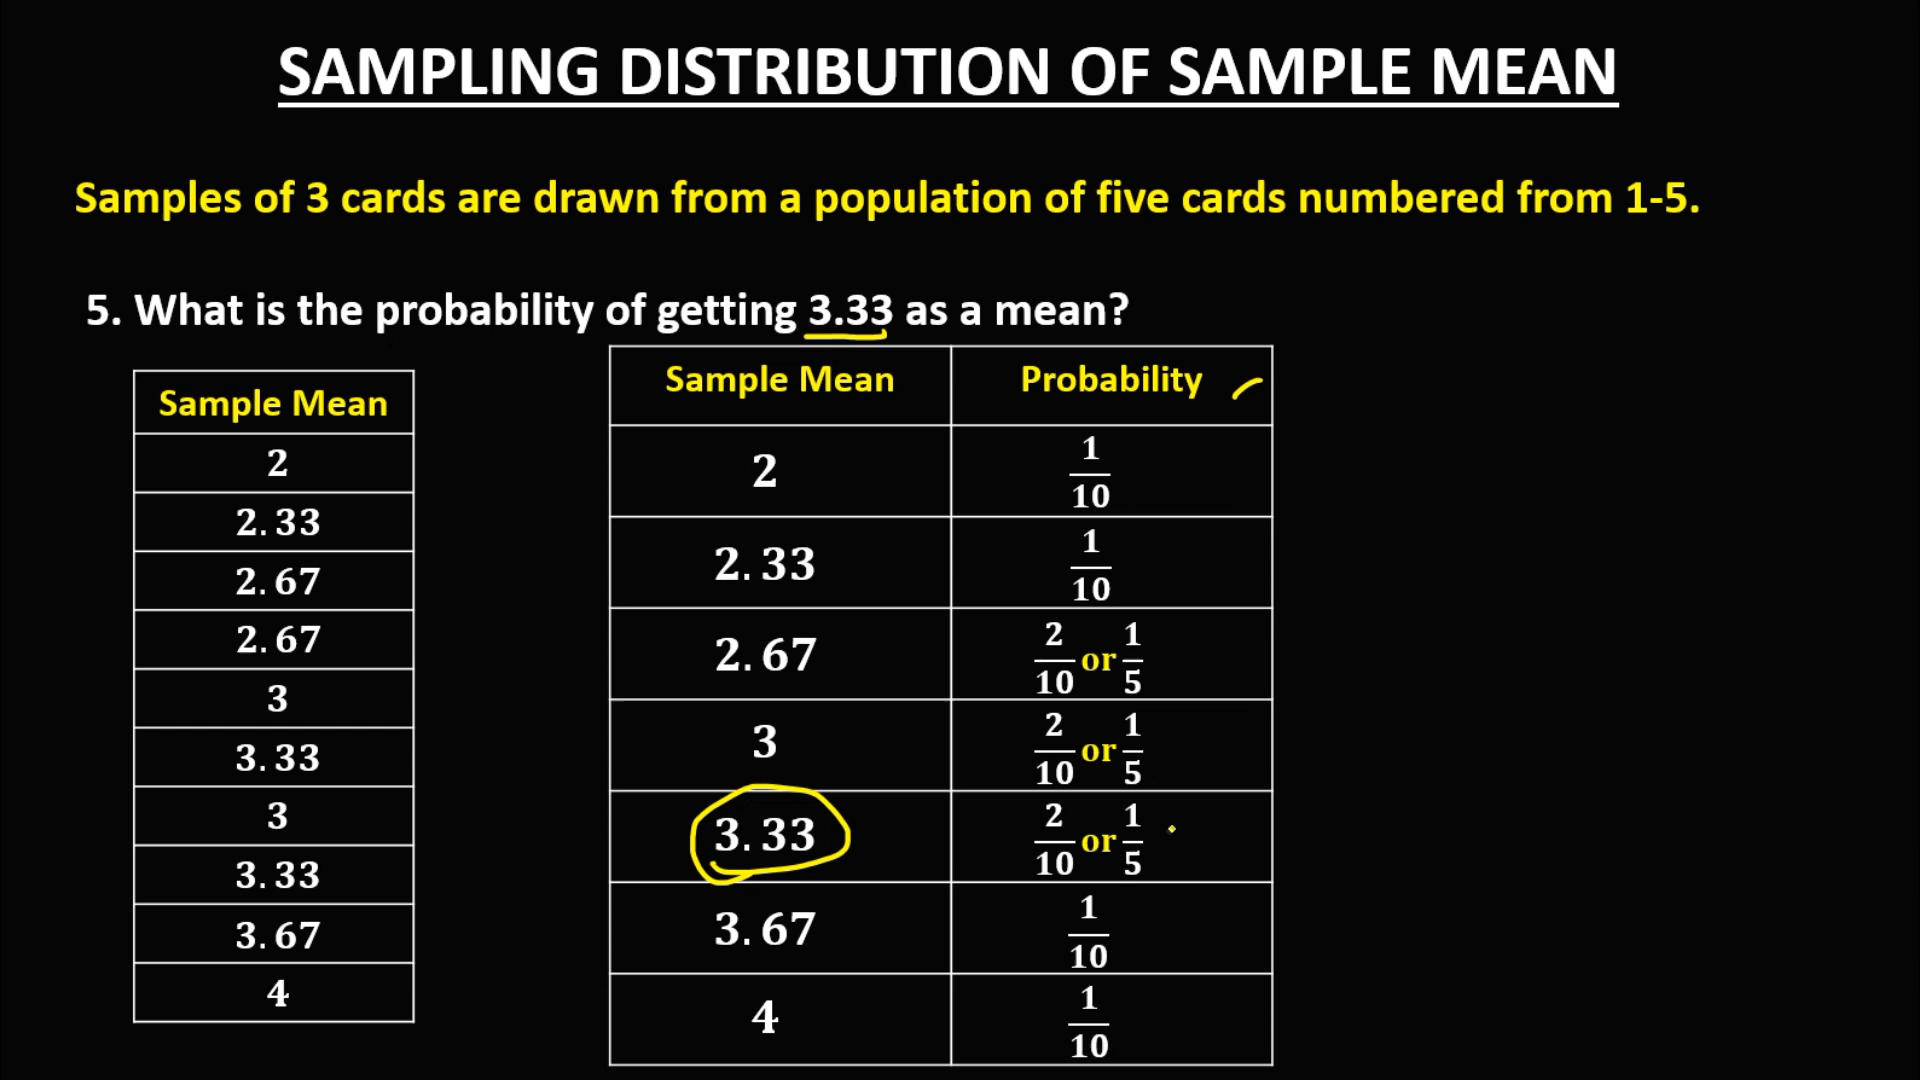 SAMPLING DISTRIBUTION OF SAMPLE MEAN
Samples of 3 cards are drawn from a population of five cards numbered from 1-5.
5. What is the probability of getting 3.33 as a mean?
Sample Mean
2
2.33
2.67
2.67
3
3.33
3
3.33
3.67
4
Sample Mean Probability
2 1/10
2.33 1/10
2.67 2/10 or 1/5
3 2/10 or 1/5
3.33 2/10 or 1/5
3.67 1/10
4 1/10